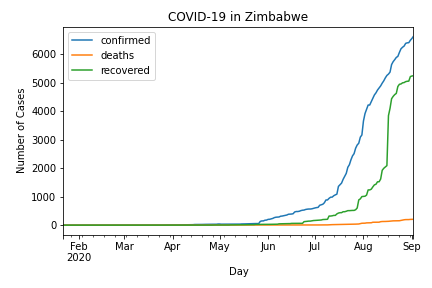 COVID-19 in Zimbabwe
confirmed
deaths
recovered
Number of Cases
6000
5000
4000
3000
2000
1000
0
Feb Mar Apr May Jun Jul Aug Sep
2020
Day